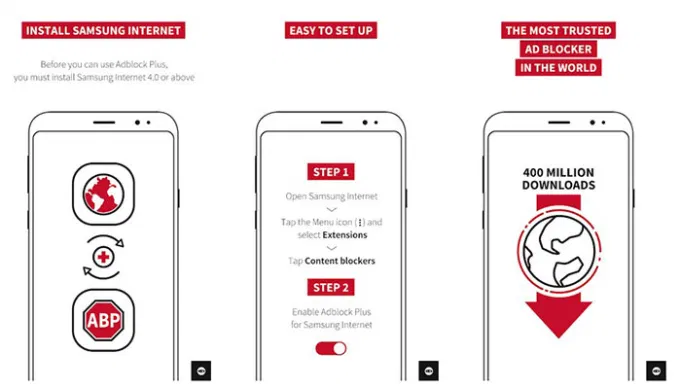 INSTALL SAMSUNG INTERNET
Before you can use Adblock Plus,
you must install Samsung Internet 4.0 or above
ABP
EASY TO SET UP
STEP 1
Open Samsung Internet
Tap the Menu icon (⋮) and
select Extensions
Tap Content blockers
STEP 2
Enable Adblock Plus
for Samsung Internet
THE MOST TRUSTED
AD BLOCKER
IN THE WORLD
400 MILLION
DOWNLOADS